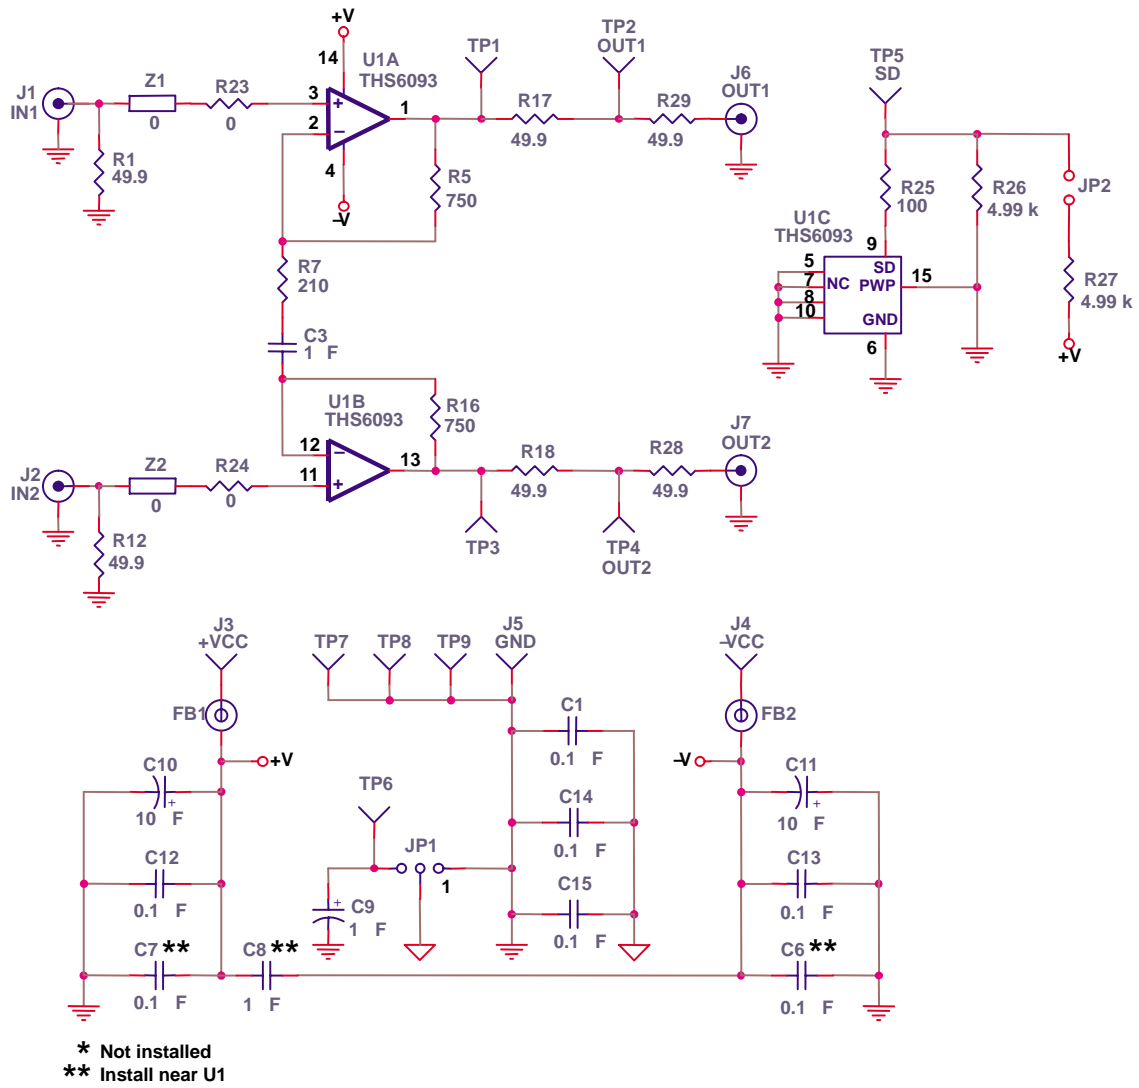 +V
14
U1A
THS6093
TP1
TP2
OUT1
J6
OUT1
TP5
SD
J1
IN1
Z1
0
R23
0
3
+
2
−
1
4
−V
R17
49.9
R29
49.9
R1
49.9
R5
750
R25
100
R26
4.99 k
JP2
U1C
THS6093
9
5
7
8
10
NC
SD
PWP
GND
15
6
R27
4.99 k
+V
R7
210
C3
1 F
U1B
THS6093
R16
750
12
−
11
+
13
J7
OUT2
R18
49.9
R28
49.9
J2
IN2
Z2
0
R24
0
R12
49.9
TP3
TP4
OUT2
J3
+VCC
TP7
TP8
TP9
J5
GND
J4
−VCC
FB1
FB2
+V
−V
C1
0.1 F
C10
+
10 F
C11
+
10 F
TP6
JP1
1
C14
0.1 F
C12
0.1 F
C13
0.1 F
C9
+
1 F
C15
0.1 F
C7 **
0.1 F
C8 **
1 F
C6 **
0.1 F
* Not installed
** Install near U1